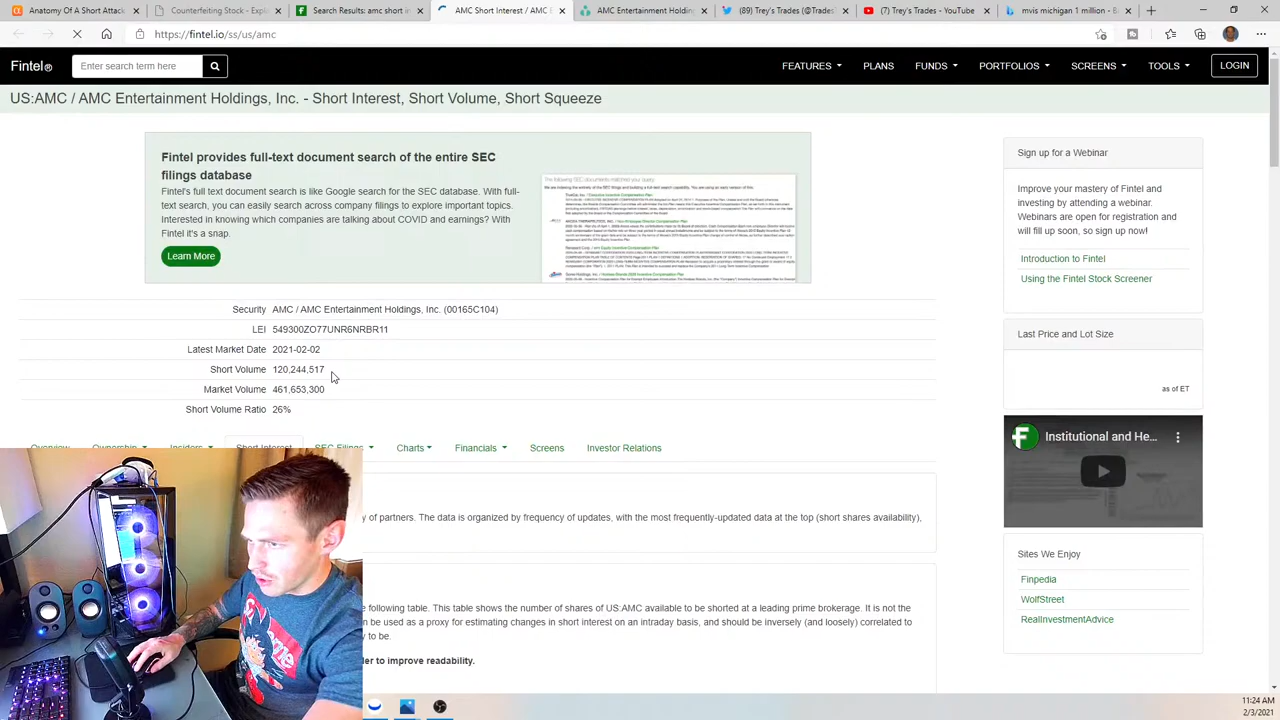 Anatomy Of A Short Attack
Counterfeiting Stock - Expla
Search Results: amc short in
AMC Short Interest / AMC E
AMC Entertainment Holding
(7) Trey's Trades (@Trades
(7) Trey's Trades - YouTube
mvis michigan 1 million - Ba
https://fintel.io/ss/us/amc
Fintel
Enter search term here
FEATURES
PLANS
FUNDS
PORTFOLIOS
SCREENS
TOOLS
LOGIN
US:AMC / AMC Entertainment Holdings, Inc. - Short Interest, Short Volume, Short Squeeze
Fintel provides full-text document search of the entire SEC
filings database
Fintel's full text document search is like Google search for the SEC database. With full-
text search, you can easily search across company filings to explore important topics.
Interested in knowing which companies are talking about COVID and earnings? With
Fintel it's a snap.
Learn More
Security AMC / AMC Entertainment Holdings, Inc. (00165C104)
LEI 549300ZO77UNR6NRBR11
Latest Market Date 2021-02-02
Short Volume 120,244,517
Market Volume 461,653,300
Short Volume Ratio 26%
Overview
Ownership
Insiders
Short Interest
SEC Filings
Charts
Financials
Screens
Investor Relations
y of partners. The data is organized by frequency of updates, with the most frequently-updated data at the top (short shares availability),
e following table. This table shows the number of shares of US:AMC available to be shorted at a leading prime brokerage. It is not the
n be used as a proxy for estimating changes in short interest on an intraday basis, and should be inversely (and loosely) correlated to
y to be.
er to improve readability.
Sign up for a Webinar
Improve your mastery of Fintel and
investing by attending a webinar.
Webinars are open for registration and
will fill up soon, so sign up now!
Introduction to Fintel
Using the Fintel Stock Screener
Last Price and Lot Size
as of ET
Institutional and He...
Sites We Enjoy
Finpedia
WolfStreet
RealInvestmentAdvice
11:24 AM
2/3/2021